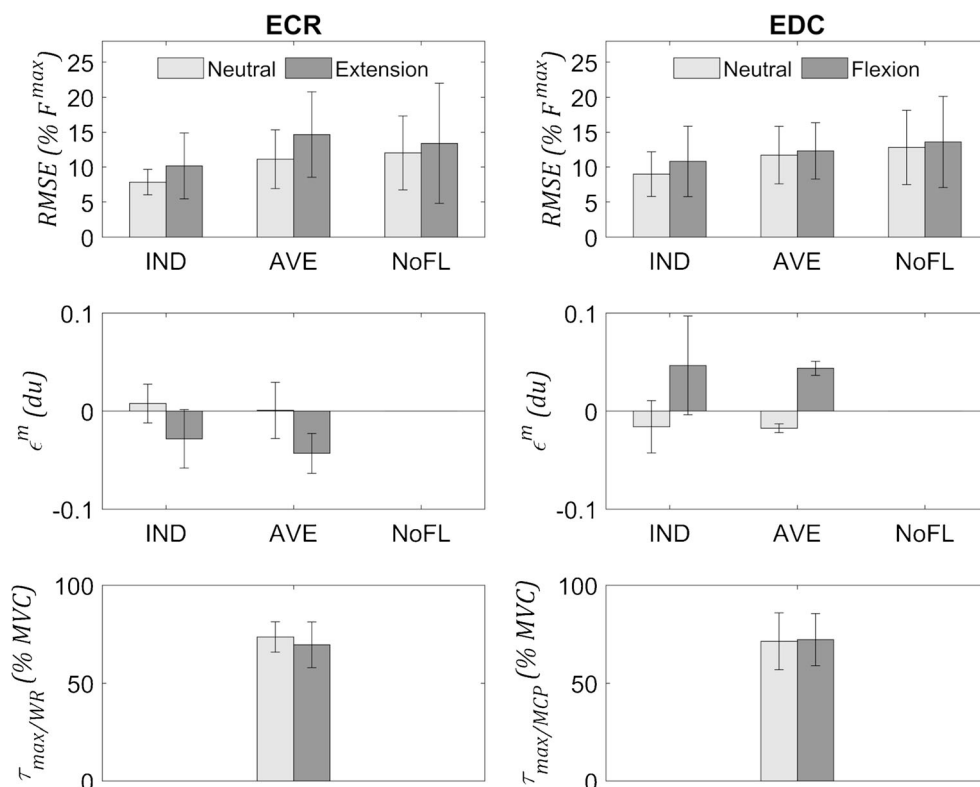 ECR
RMSE (% F^max)
25
20
15
10
5
0
Neutral Extension
IND AVE NoFL
EDC
RMSE (% F^max)
25
20
15
10
5
0
Neutral Flexion
IND AVE NoFL
ϵ^m (du)
0.1
0
-0.1
IND AVE NoFL
ϵ^m (du)
0.1
0
-0.1
IND AVE NoFL
τ_max/WR (% MVC)
100
50
0
τ_max/MCP (% MVC)
100
50
0